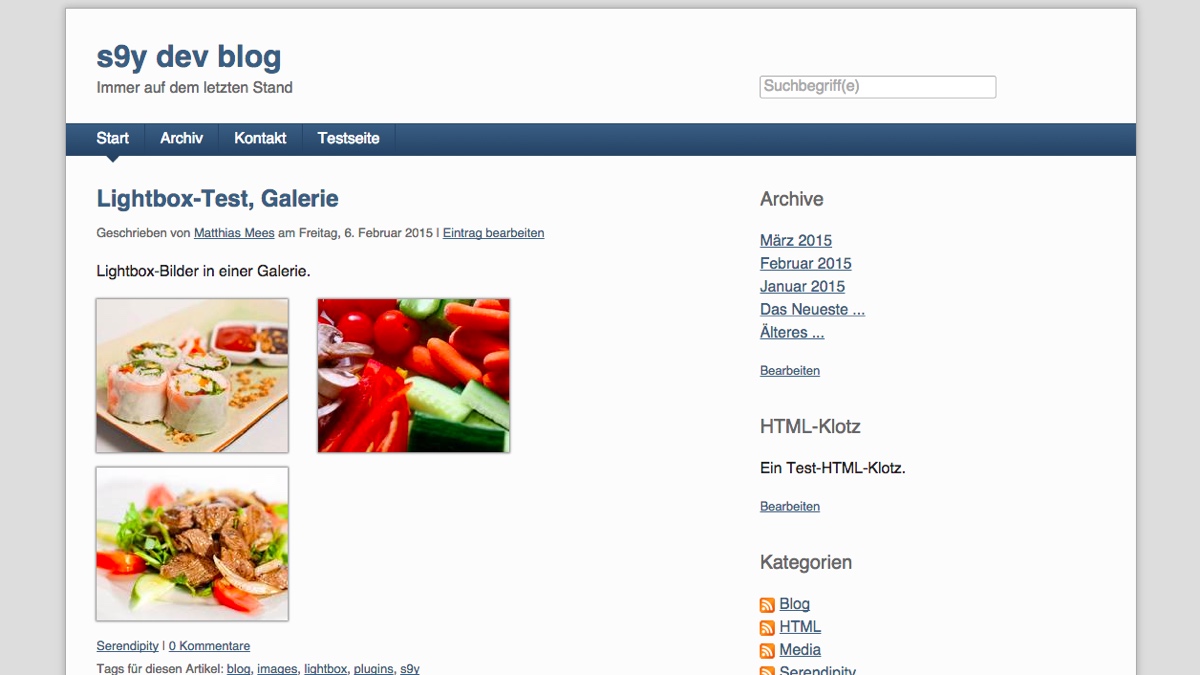 s9y dev blog
Immer auf dem letzten Stand
Suchbegriff(e)
Start Archiv Kontakt Testseite
Lightbox-Test, Galerie
Geschrieben von Matthias Mees am Freitag, 6. Februar 2015 | Eintrag bearbeiten
Lightbox-Bilder in einer Galerie.
Serendipity | 0 Kommentare
Tags für diesen Artikel: blog, images, lightbox, plugins, s9y
Archive
März 2015
Februar 2015
Januar 2015
Das Neueste ...
Älteres ...
Bearbeiten
HTML-Klotz
Ein Test-HTML-Klotz.
Bearbeiten
Kategorien
Blog
HTML
Media
Serendipity